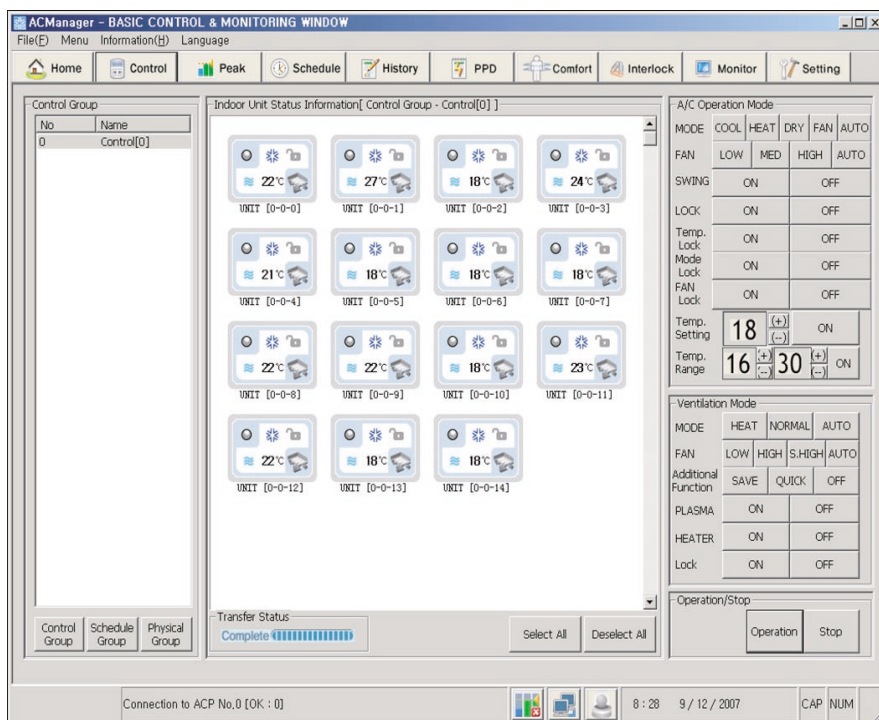 ACManager - BASIC CONTROL & MONITORING WINDOW
File(F) Menu Information(H) Language
Home Control Peak Schedule History PPD Comfort Interlock Monitor Setting
Control Group
No Name
0 Control[0]
Control Group
Schedule Group
Physical Group
Indoor Unit Status Information[ Control Group - Control[0] ]
22℃ 27℃ 18℃ 24℃
UNIT [0-0-0] UNIT [0-0-1] UNIT [0-0-2] UNIT [0-0-3]
21℃ 18℃ 18℃ 18℃
UNIT [0-0-4] UNIT [0-0-5] UNIT [0-0-6] UNIT [0-0-7]
22℃ 22℃ 18℃ 23℃
UNIT [0-0-8] UNIT [0-0-9] UNIT [0-0-10] UNIT [0-0-11]
22℃ 18℃ 18℃
UNIT [0-0-12] UNIT [0-0-13] UNIT [0-0-14]
Transfer Status
Complete
Select All Deselect All
A/C Operation Mode
MODE COOL HEAT DRY FAN AUTO
FAN LOW MED HIGH AUTO
SWING ON OFF
LOCK ON OFF
Temp. Lock ON OFF
Mode Lock ON OFF
FAN Lock ON OFF
Temp. Setting 18 (+) (--) ON
Temp. Range 16 (+) (--) 30 (+) (--) ON
Ventilation Mode
MODE HEAT NORMAL AUTO
FAN LOW HIGH S.HIGH AUTO
Additional Function SAVE QUICK OFF
PLASMA ON OFF
HEATER ON OFF
Lock ON OFF
Operation/Stop
Operation Stop
Connection to ACP No.0 [OK : 0] 8 : 28 9 / 12 / 2007 CAP NUM